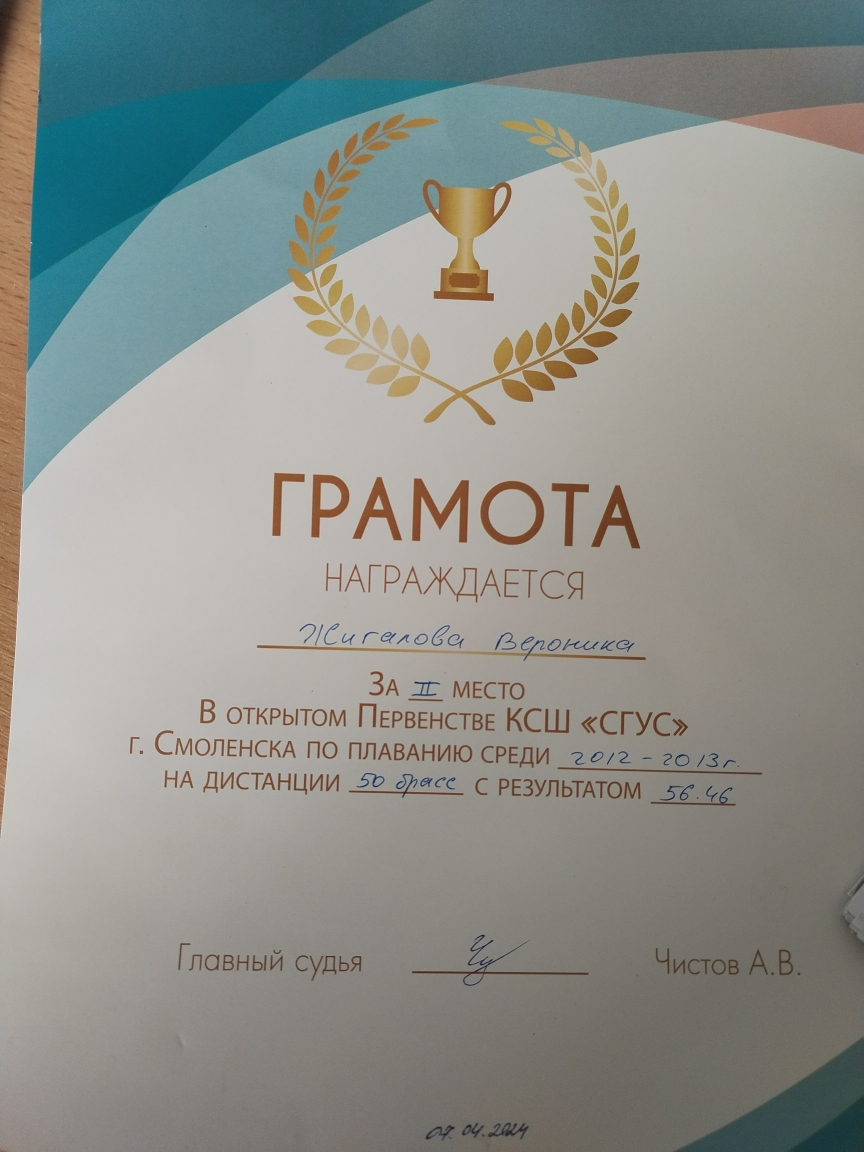 ГРАМОТА
НАГРАЖДАЕТСЯ
Жигалова Вероника
За II место
В открытом Первенстве КСШ «СГУС»
г. Смоленска по плаванию среди 2012-2013г.
на дистанции 50 брасс с результатом 56.46
Главный судья Чистов А.В.
07.04.2024